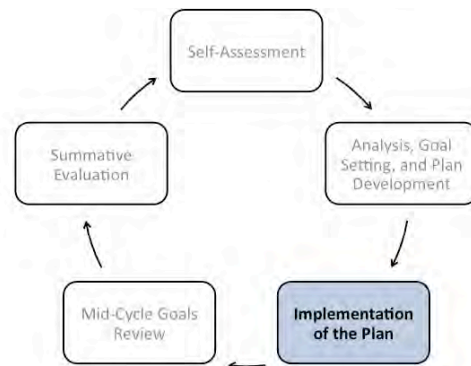 Self-Assessment
Analysis, Goal
Setting, and Plan
Development
Implementation
of the Plan
Mid-Cycle Goals
Review
Summative
Evaluation